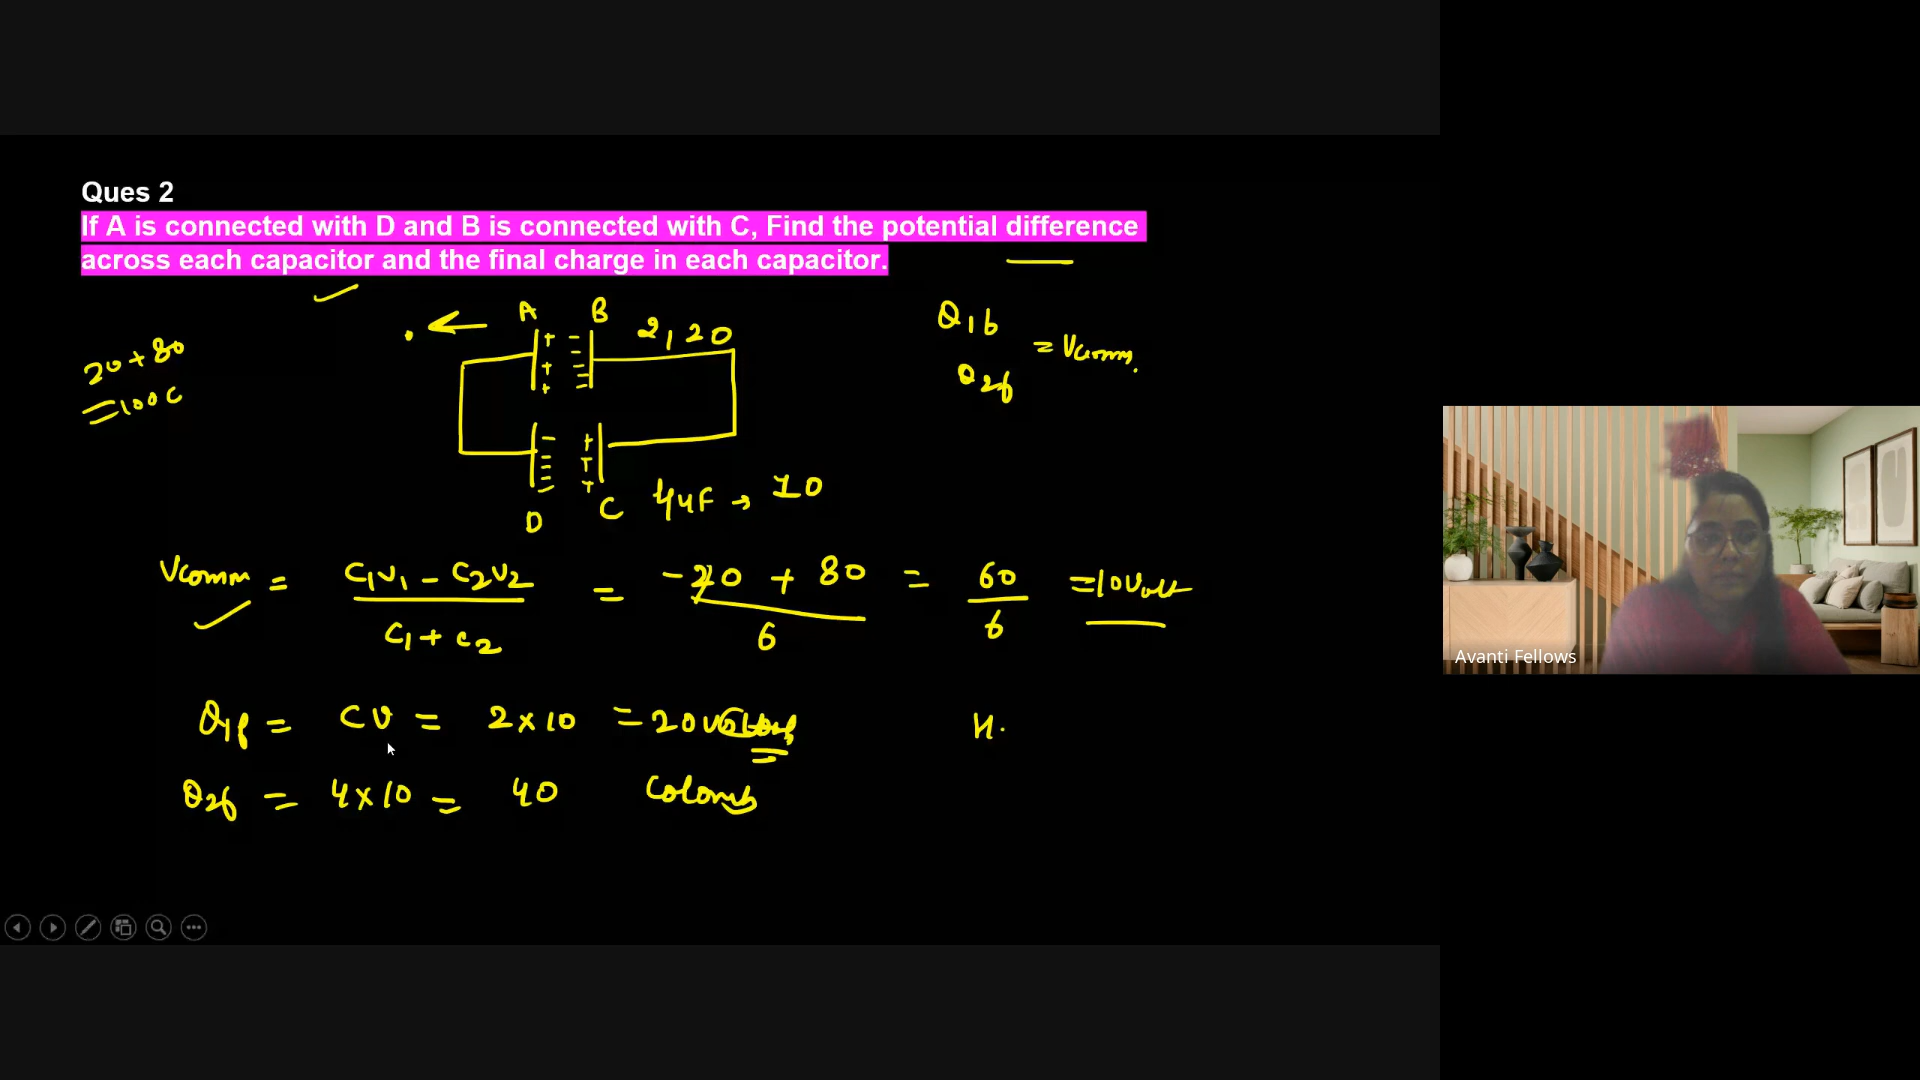 Ques 2
If A is connected with D and B is connected with C, Find the potential difference
across each capacitor and the final charge in each capacitor.
A B
2, 20
20 + 80
= 100 C
Q1f
Q2f
= Vcomm.
D C 4uF → 10
Vcomm = C1V1 - C2V2 / C1 + C2 = -20 + 80 / 6 = 60 / 6 = 10 Volt
Q1f = CV = 2 x 10 = 20
H.
Q2f = 4 x 10 = 40 Colomb
Avanti Fellows